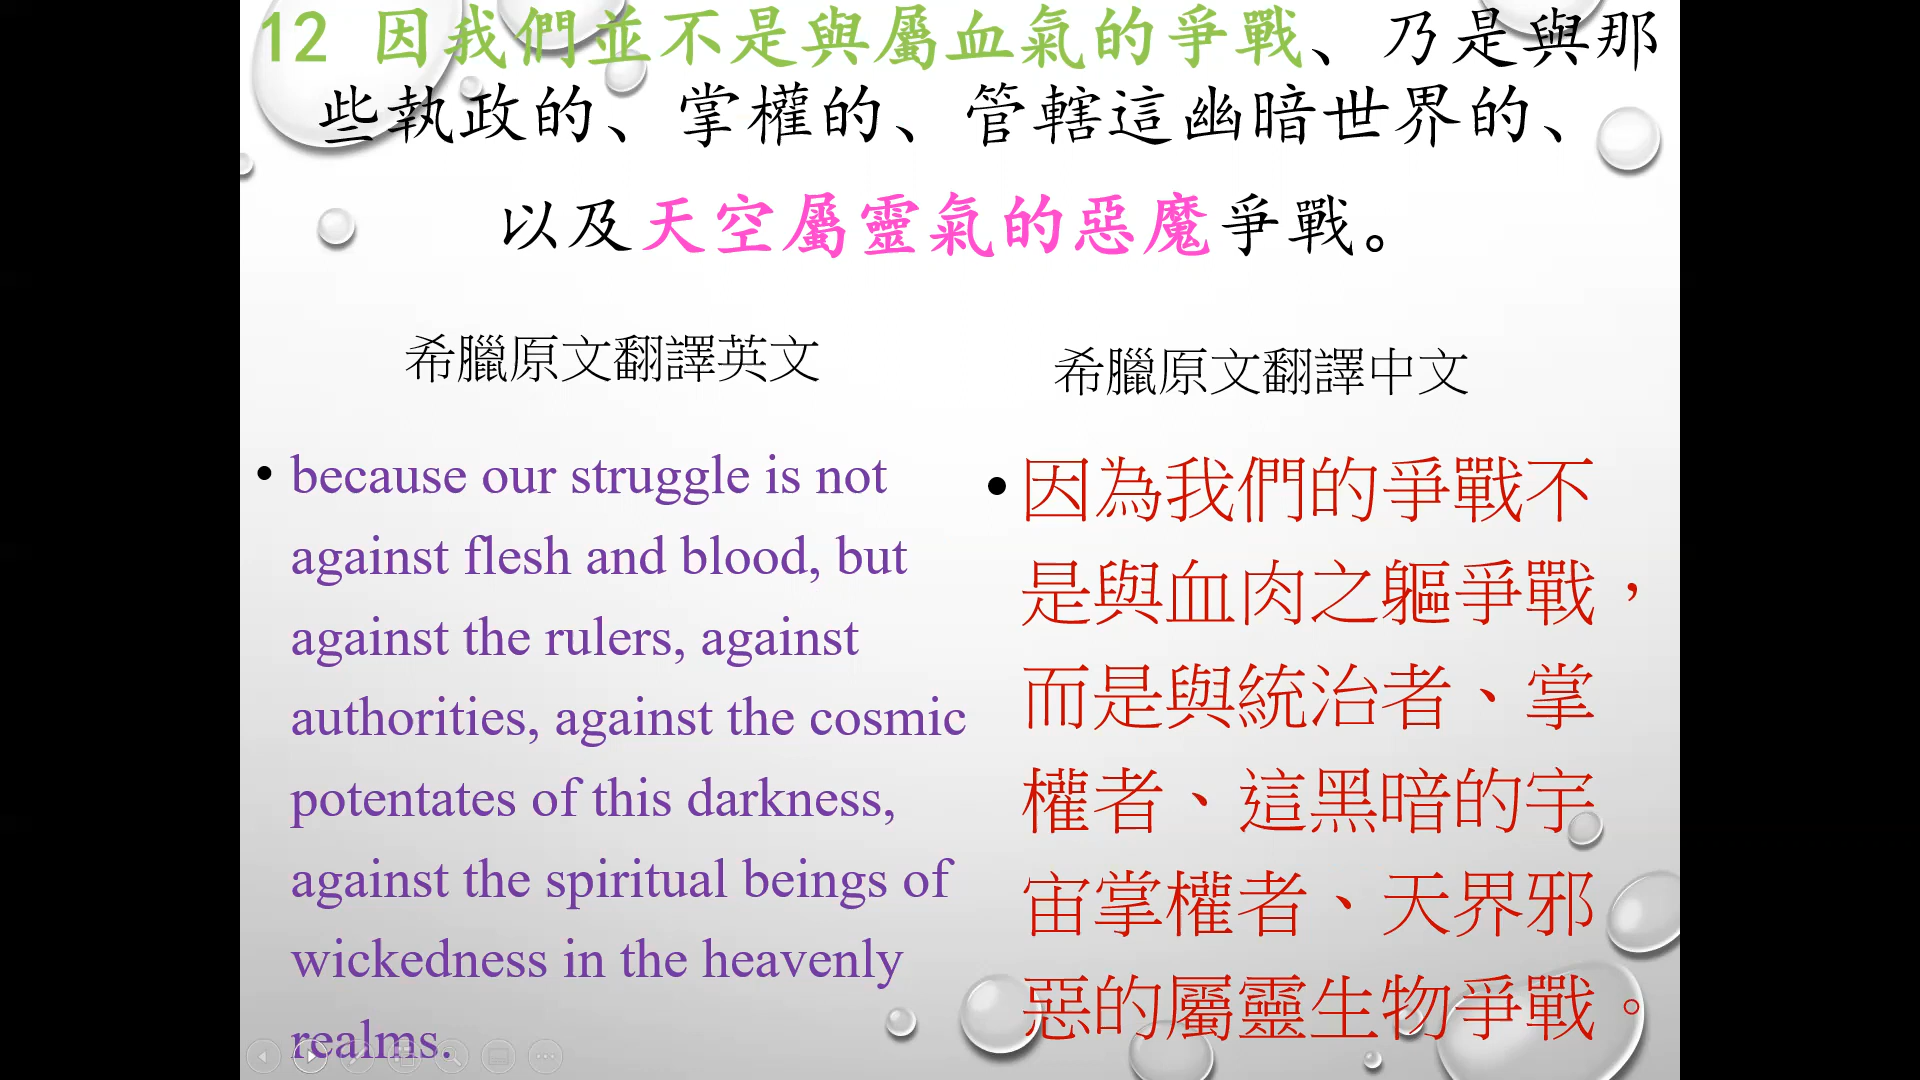 12 因我們並不是與屬血氣的爭戰、乃是與那
些執政的、掌權的、管轄這幽暗世界的、
以及天空屬靈氣的惡魔爭戰。
希臘原文翻譯英文
• because our struggle is not
against flesh and blood, but
against the rulers, against
authorities, against the cosmic
potentates of this darkness,
against the spiritual beings of
wickedness in the heavenly
realms.
希臘原文翻譯中文
• 因為我們的爭戰不
是與血肉之軀爭戰，
而是與統治者、掌
權者、這黑暗的宇
宙掌權者、天界邪
惡的屬靈生物爭戰。